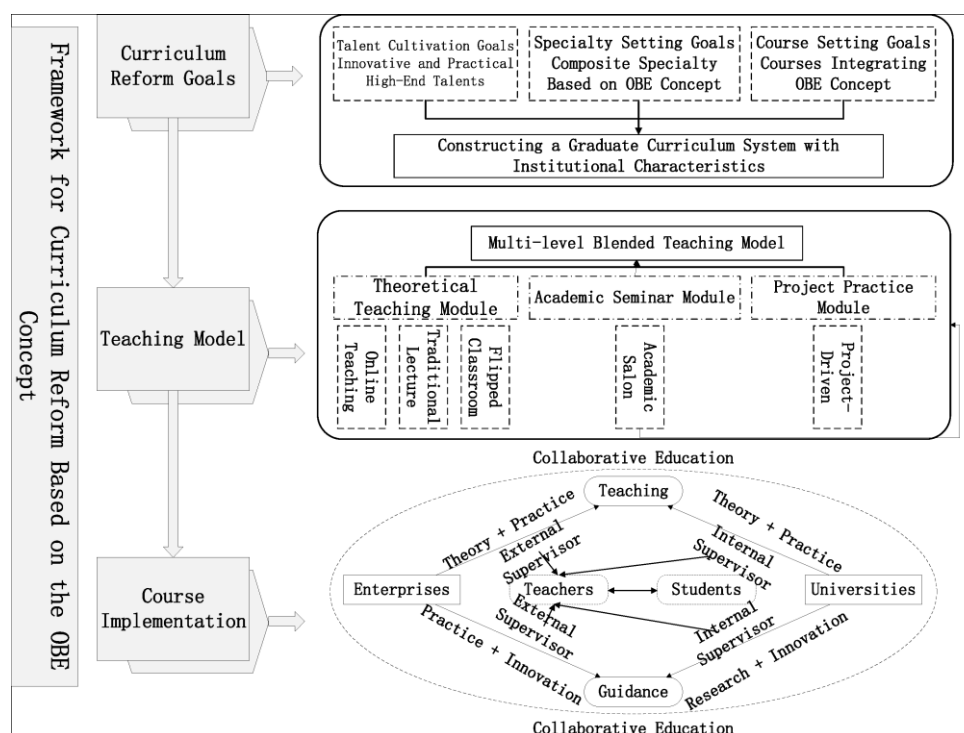 Framework for Curriculum Reform Based on the OBE
Concept
Curriculum
Reform Goals
Talent Cultivation Goals
Innovative and Practical
High-End Talents
Specialty Setting Goals
Composite Specialty
Based on OBE Concept
Course Setting Goals
Courses Integrating
OBE Concept
Constructing a Graduate Curriculum System with
Institutional Characteristics
Teaching Model
Multi-level Blended Teaching Model
Theoretical
Teaching Module
Academic Seminar Module
Project Practice
Module
Online
Teaching
Traditional
Lecture
Flipped
Classroom
Academic
Salon
Project-
Driven
Course
Implementation
Collaborative Education
Teaching
Theory + Practice
External
Supervisor
Theory + Practice
Internal
Supervisor
Enterprises
Teachers
Students
Universities
External
Supervisor
Practice + Innovation
Internal
Supervisor
Research + Innovation
Guidance
Collaborative Education